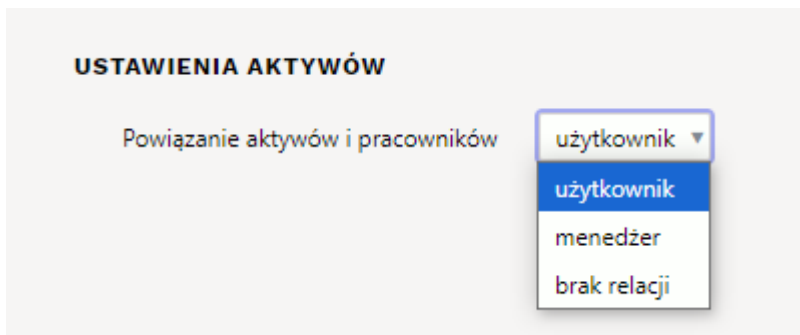 USTAWIENIA AKTYWÓW
Powiązanie aktywów i pracowników użytkownik
użytkownik
menedżer
brak relacji